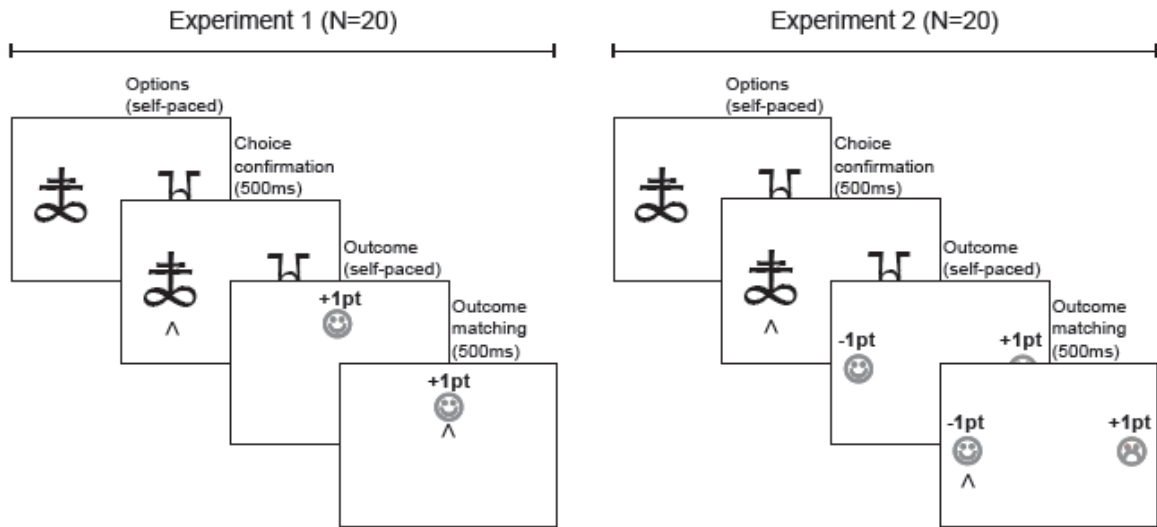 Experiment 1 (N=20)
Options
(self-paced)
Choice
confirmation
(500ms)
Outcome
(self-paced)
+1pt
Outcome
matching
(500ms)
^
+1pt
^
Experiment 2 (N=20)
Options
(self-paced)
Choice
confirmation
(500ms)
Outcome
(self-paced)
-1pt +1pt
Outcome
matching
(500ms)
^
-1pt +1pt
^